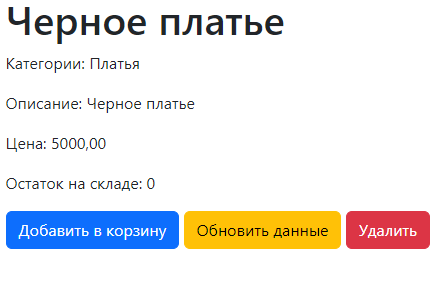 Черное платье
Категории: Платья
Описание: Черное платье
Цена: 5000,00
Остаток на складе: 0
Добавить в корзину Обновить данные Удалить